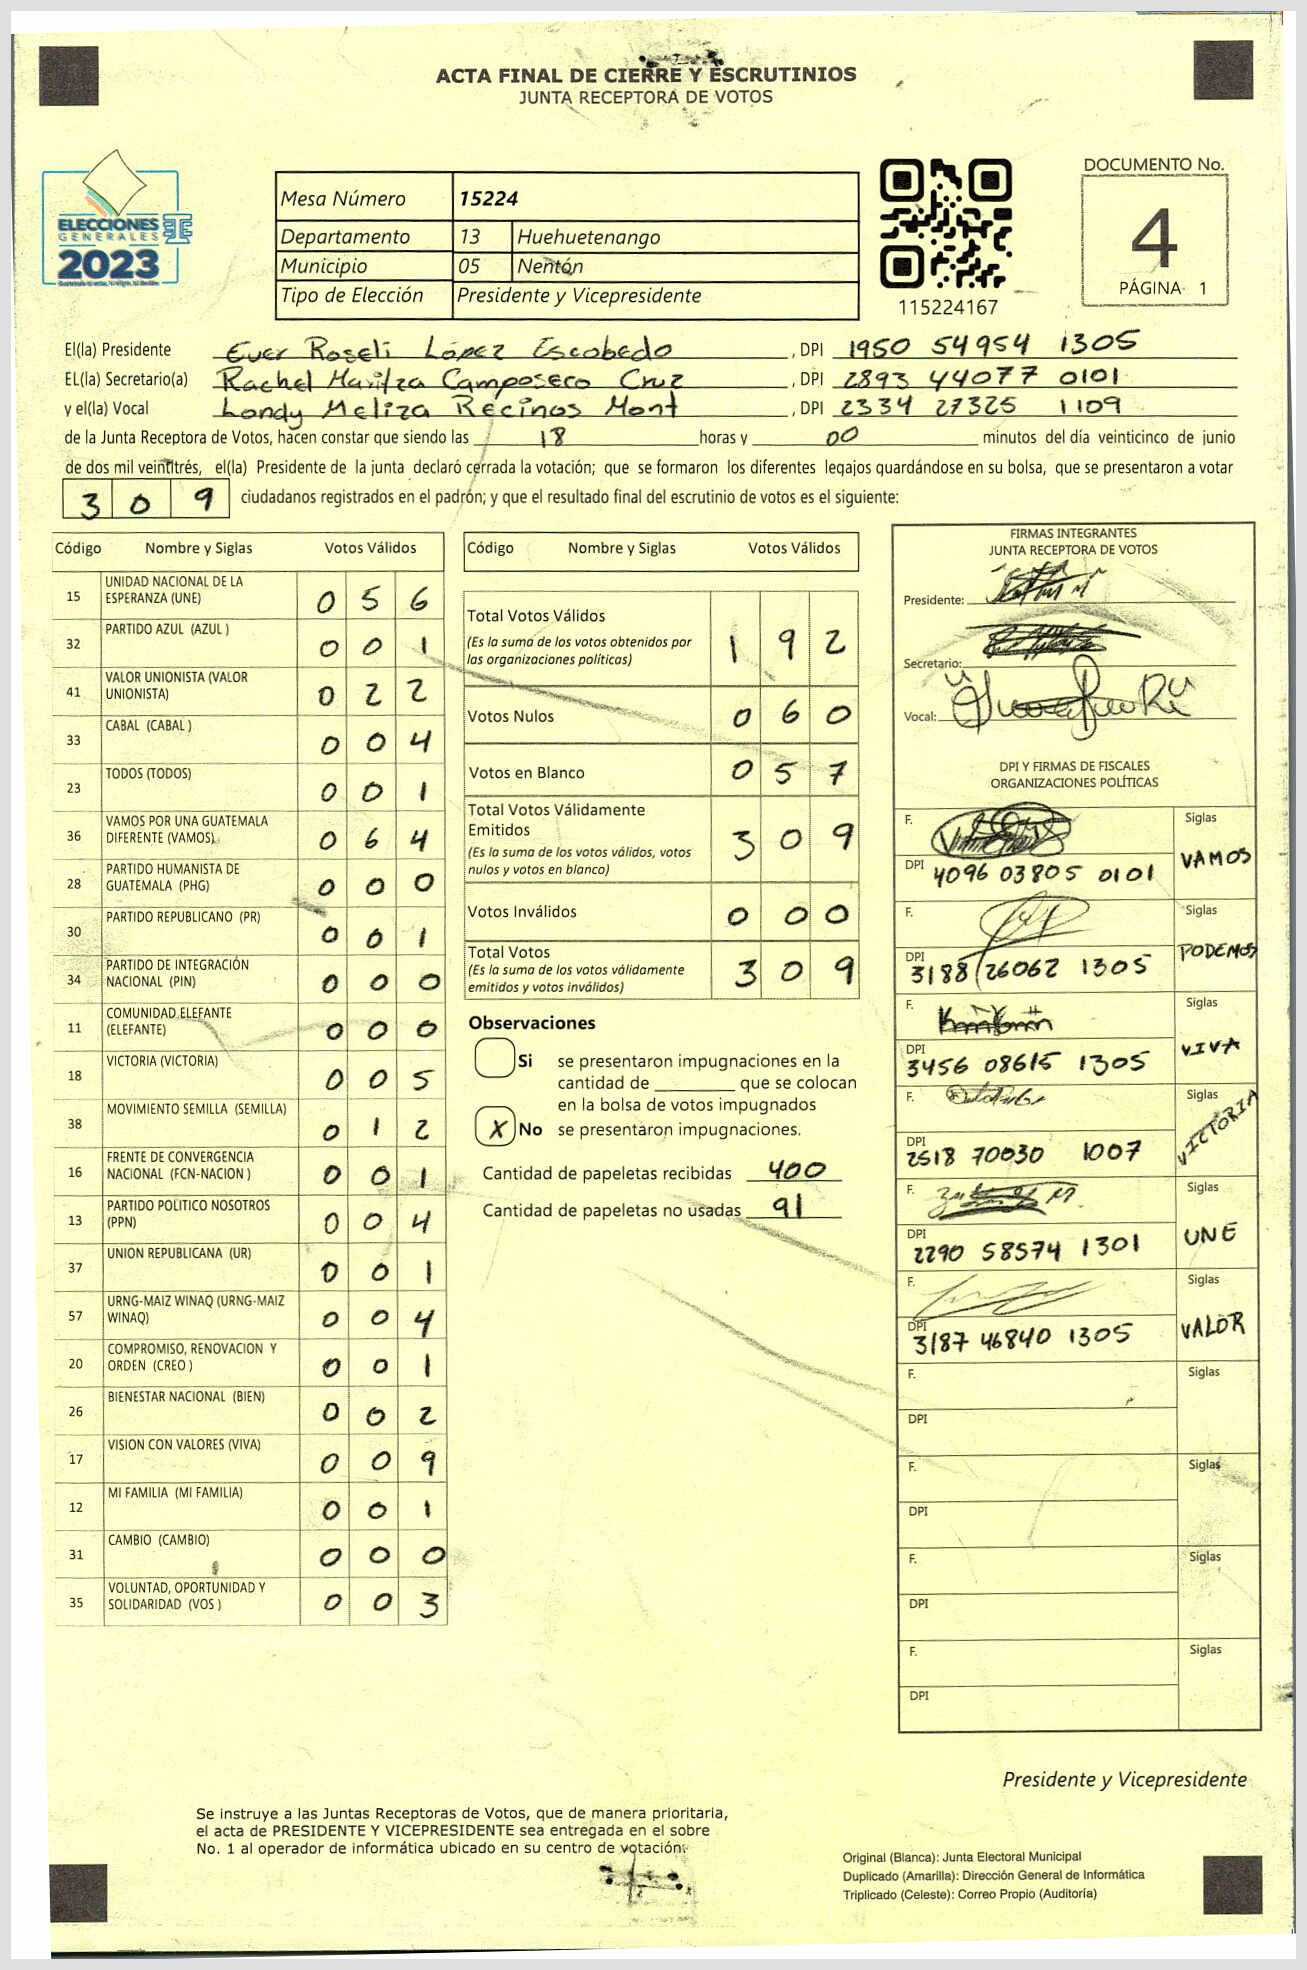 ACTA FINAL DE CIERRE Y ESCRUTINIOS
JUNTA RECEPTORA DE VOTOS
ELECCIONES
GENERALES
2023
Mesa Número 15224
Departamento 13 Huehuetenango
Municipio 05 Nentón
Tipo de Elección Presidente y Vicepresidente
115224167
DOCUMENTO No.
4
PÁGINA 1
El(la) Presidente Euer Roseli López Escobedo , DPI 1950 54954 1305
EL(la) Secretario(a) Rachel Maritza Camposeco Cruz , DPI 2893 44077 0101
y el(la) Vocal Londy Meliza Recinos Mont , DPI 2334 27325 1109
de la Junta Receptora de Votos, hacen constar que siendo las 18 horas y 00 minutos del día veinticinco de junio
de dos mil veintitrés, el(la) Presidente de la junta declaró cerrada la votación; que se formaron los diferentes legajos guardándose en su bolsa, que se presentaron a votar
3 0 9 ciudadanos registrados en el padrón; y que el resultado final del escrutinio de votos es el siguiente:
Código Nombre y Siglas Votos Válidos
15 UNIDAD NACIONAL DE LA
ESPERANZA (UNE) 0 5 6
32 PARTIDO AZUL (AZUL ) 0 0 1
41 VALOR UNIONISTA (VALOR
UNIONISTA) 0 2 2
33 CABAL (CABAL ) 0 0 4
23 TODOS (TODOS) 0 0 1
36 VAMOS POR UNA GUATEMALA
DIFERENTE (VAMOS) 0 6 4
28 PARTIDO HUMANISTA DE
GUATEMALA (PHG) 0 0 0
30 PARTIDO REPUBLICANO (PR) 0 0 1
34 PARTIDO DE INTEGRACIÓN
NACIONAL (PIN) 0 0 0
11 COMUNIDAD ELEFANTE
(ELEFANTE) 0 0 0
18 VICTORIA (VICTORIA) 0 0 5
38 MOVIMIENTO SEMILLA (SEMILLA) 0 1 2
16 FRENTE DE CONVERGENCIA
NACIONAL (FCN-NACION ) 0 0 1
13 PARTIDO POLITICO NOSOTROS
(PPN) 0 0 4
37 UNION REPUBLICANA (UR) 0 0 1
57 URNG-MAIZ WINAQ (URNG-MAIZ
WINAQ) 0 0 4
20 COMPROMISO, RENOVACION Y
ORDEN (CREO ) 0 0 1
26 BIENESTAR NACIONAL (BIEN) 0 0 2
17 VISION CON VALORES (VIVA) 0 0 9
12 MI FAMILIA (MI FAMILIA) 0 0 1
31 CAMBIO (CAMBIO) 0 0 0
35 VOLUNTAD, OPORTUNIDAD Y
SOLIDARIDAD (VOS ) 0 0 3
Código Nombre y Siglas Votos Válidos
Total Votos Válidos
(Es la suma de los votos obtenidos por
las organizaciones políticas) 1 9 2
Votos Nulos 0 6 0
Votos en Blanco 0 5 7
Total Votos Válidamente
Emitidos
(Es la suma de los votos válidos, votos
nulos y votos en blanco) 3 0 9
Votos Inválidos 0 0 0
Total Votos
(Es la suma de los votos válidamente
emitidos y votos inválidos) 3 0 9
Observaciones
Si se presentaron impugnaciones en la
cantidad de ________ que se colocan
en la bolsa de votos impugnados
X No se presentaron impugnaciones.
Cantidad de papeletas recibidas 400
Cantidad de papeletas no usadas 91
FIRMAS INTEGRANTES
JUNTA RECEPTORA DE VOTOS
Presidente:
Secretario:
Vocal:
DPI Y FIRMAS DE FISCALES
ORGANIZACIONES POLÍTICAS
F. Siglas
DPI 4096 03805 0101 VAMOS
F. Siglas
DPI 3188 26062 1305 PODEMOS
F. Siglas
DPI 3456 08615 1305 VIVA
F. Siglas
DPI 2518 70030 1007 VICTORIA
F. Siglas
DPI 2290 58574 1301 UNE
F. Siglas
DPI 3187 46840 1305 VALOR
F. Siglas
DPI
F. Siglas
DPI
F. Siglas
DPI
F. Siglas
DPI
Presidente y Vicepresidente
Se instruye a las Juntas Receptoras de Votos, que de manera prioritaria,
el acta de PRESIDENTE Y VICEPRESIDENTE sea entregada en el sobre
No. 1 al operador de informática ubicado en su centro de votación.
Original (Blanca): Junta Electoral Municipal
Duplicado (Amarilla): Dirección General de Informática
Triplicado (Celeste): Correo Propio (Auditoría)